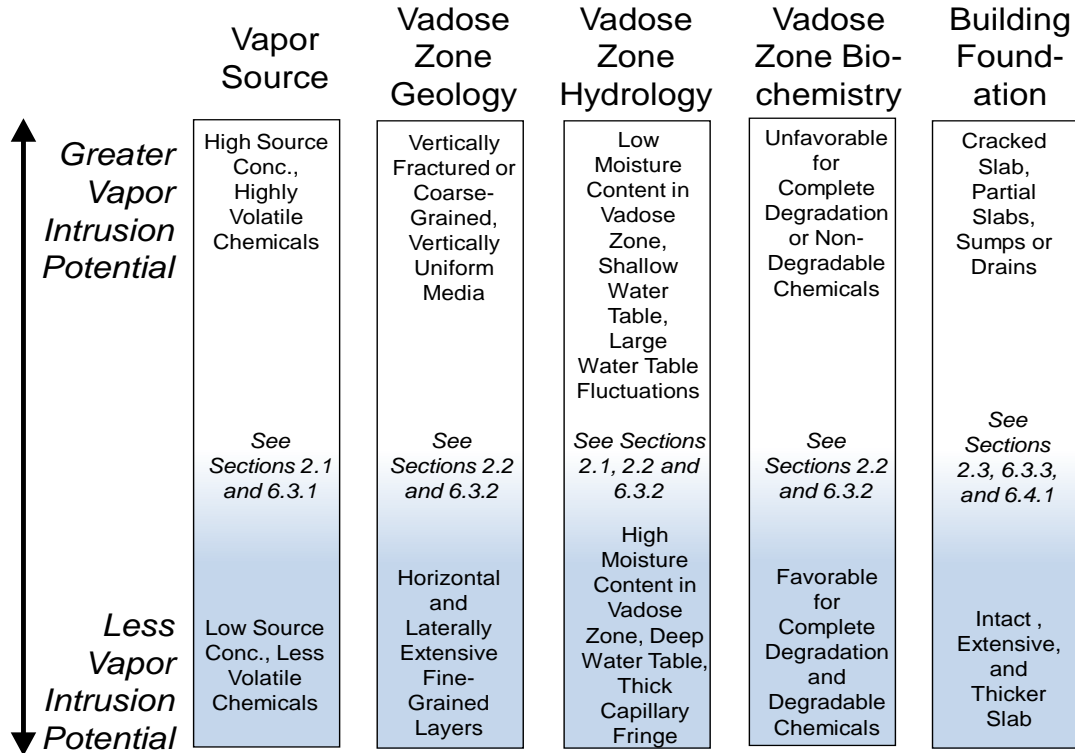 Vapor
Source
Vadose
Zone
Geology
Vadose
Zone
Hydrology
Vadose
Zone Bio-
chemistry
Building
Found-
ation
Greater
Vapor
Intrusion
Potential
High Source
Conc.,
Highly
Volatile
Chemicals
Vertically
Fractured or
Coarse-
Grained,
Vertically
Uniform
Media
Low
Moisture
Content in
Vadose
Zone,
Shallow
Water
Table,
Large
Water Table
Fluctuations
Unfavorable
for
Complete
Degradation
or Non-
Degradable
Chemicals
Cracked
Slab,
Partial
Slabs,
Sumps or
Drains
See
Sections 2.1
and 6.3.1
See
Sections 2.2
and 6.3.2
See Sections
2.1, 2.2 and
6.3.2
See
Sections 2.2
and 6.3.2
See
Sections
2.3, 6.3.3,
and 6.4.1
Less
Vapor
Intrusion
Potential
Low Source
Conc., Less
Volatile
Chemicals
Horizontal
and
Laterally
Extensive
Fine-
Grained
Layers
High
Moisture
Content in
Vadose
Zone, Deep
Water Table,
Thick
Capillary
Fringe
Favorable
for
Complete
Degradation
and
Degradable
Chemicals
Intact ,
Extensive,
and
Thicker
Slab